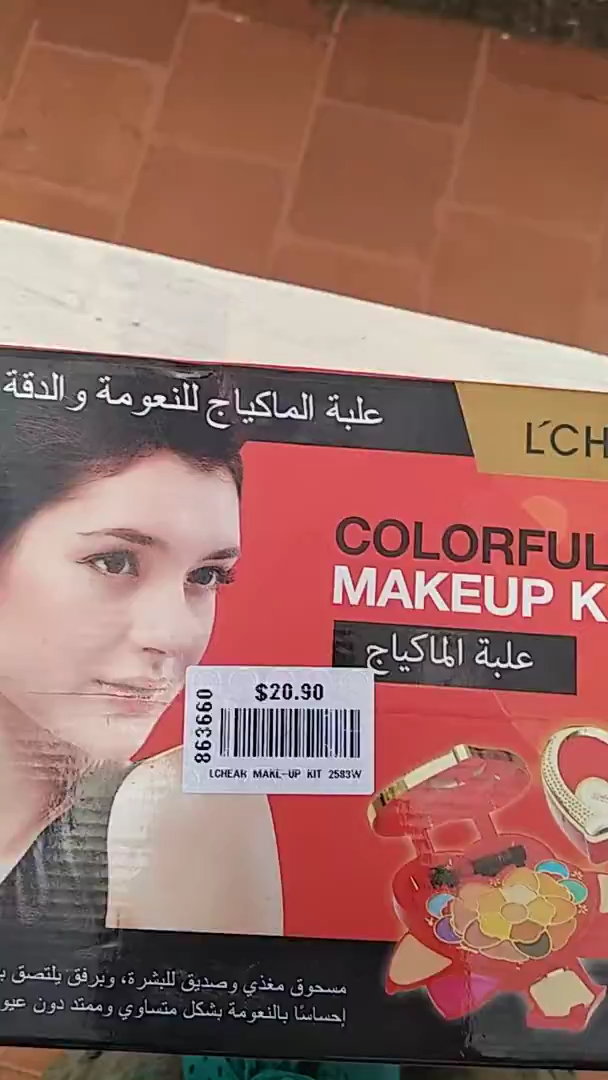 علبة الماكياج للنعومة والدقة
L'CH
COLORFUL
MAKEUP K
علبة الماكياج
$20.90
863660
LCHEAR MAKE-UP KIT 2583W
مسحوق مغذي وصديق للبشرة، وبرفق يلتصق
إحساسًا بالنعومة بشكل متساوي وممتد دون